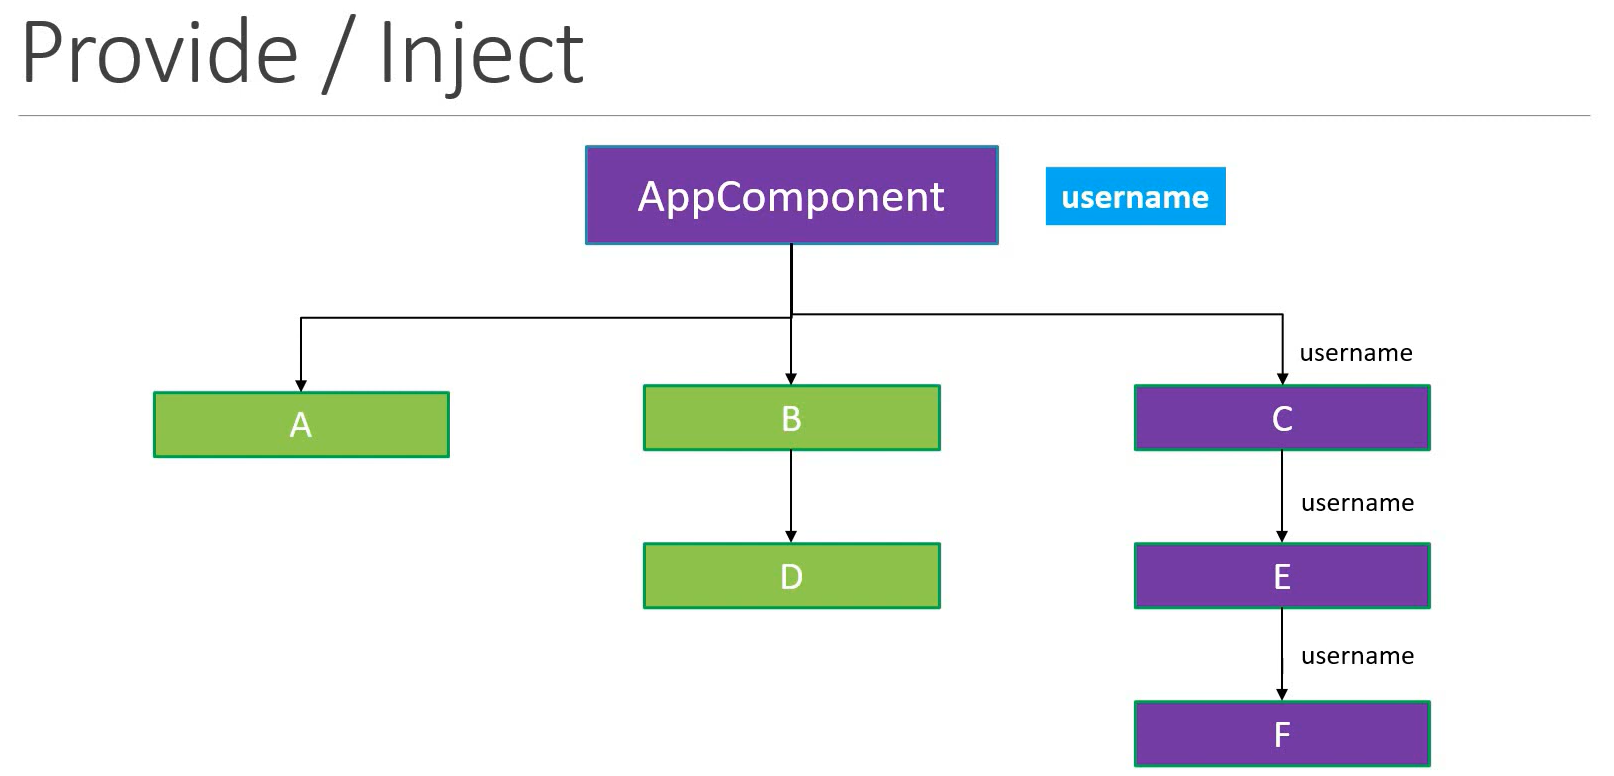 Provide / Inject
AppComponent
username
username
A
B
C
username
D
E
username
F